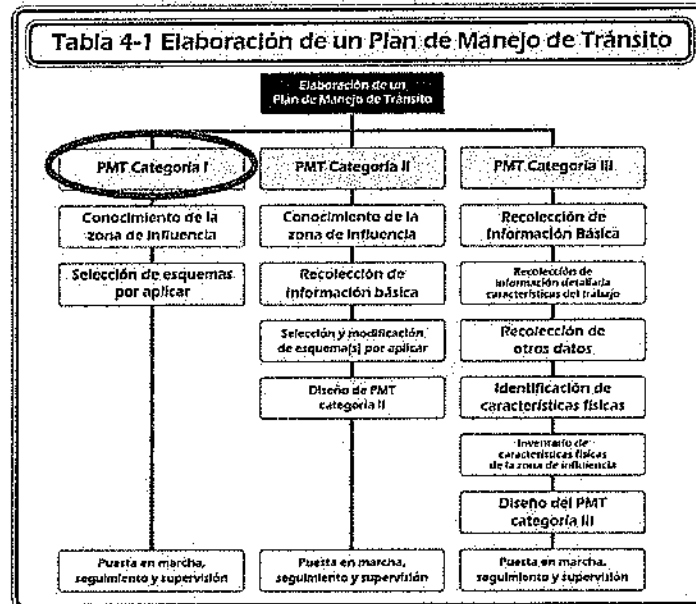 Tabla 4-1 Elaboración de un Plan de Manejo de Tránsito
Elaboración de un
Plan de Manejo de Tránsito
PMT Categoría I
PMT Categoría II
PMT Categoría III
Conocimiento de la
zona de influencia
Conocimiento de la
zona de influencia
Recolección de
Información Básica
Selección de esquemas
por aplicar
Recolección de
información básica
Recolección de
información detallada
características del trabajo
Selección y modificación
de esquema[s] por aplicar
Recolección de
otros datos
Diseño de PMT
categoría II
Identificación de
características físicas
Inventario de
características físicas
de la zona de influencia
Diseño del PMT
categoría III
Puesta en marcha,
seguimiento y supervisión
Puesta en marcha,
seguimiento y supervisión
Puesta en marcha,
seguimiento y supervisión